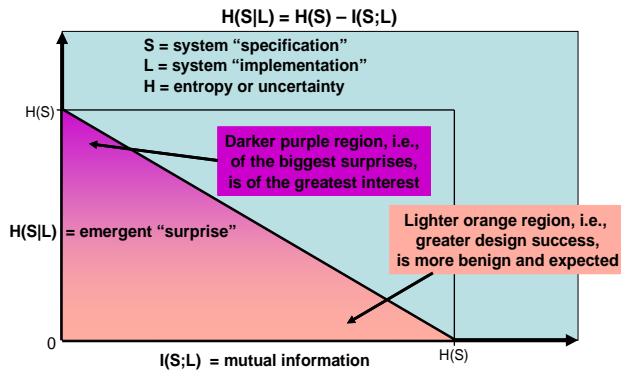 H(S|L) = H(S) – I(S;L)
S = system “specification”
L = system “implementation”
H = entropy or uncertainty
H(S)
Darker purple region, i.e.,
of the biggest surprises,
is of the greatest interest
Lighter orange region, i.e.,
greater design success,
is more benign and expected
H(S|L) = emergent “surprise”
0
I(S;L) = mutual information
H(S)